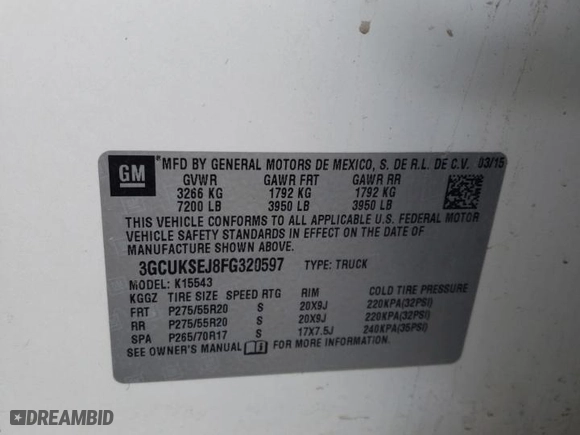 GM
®MFD BY GENERAL MOTORS DE MEXICO, S. DE R.L. DE C.V. 03/15
GVWR GAWR FRT GAWR RR
3266 KG 1792 KG 1792 KG
7200 LB 3950 LB 3950 LB
THIS VEHICLE CONFORMS TO ALL APPLICABLE U.S. FEDERAL MOTOR
VEHICLE SAFETY STANDARDS IN EFFECT ON THE DATE OF
MANUFACTURE SHOWN ABOVE.
3GCUKSEJ8FG320597 TYPE: TRUCK
MODEL: K15543
KGGZ TIRE SIZE SPEED RTG RIM COLD TIRE PRESSURE
FRT P275/55R20 S 20X9J 220KPA(32PSI)
RR P275/55R20 S 20X9J 220KPA(32PSI)
SPA P265/70R17 S 17X7.5J 240KPA(35PSI)
SEE OWNER'S MANUAL FOR MORE INFORMATION
DREAMBID